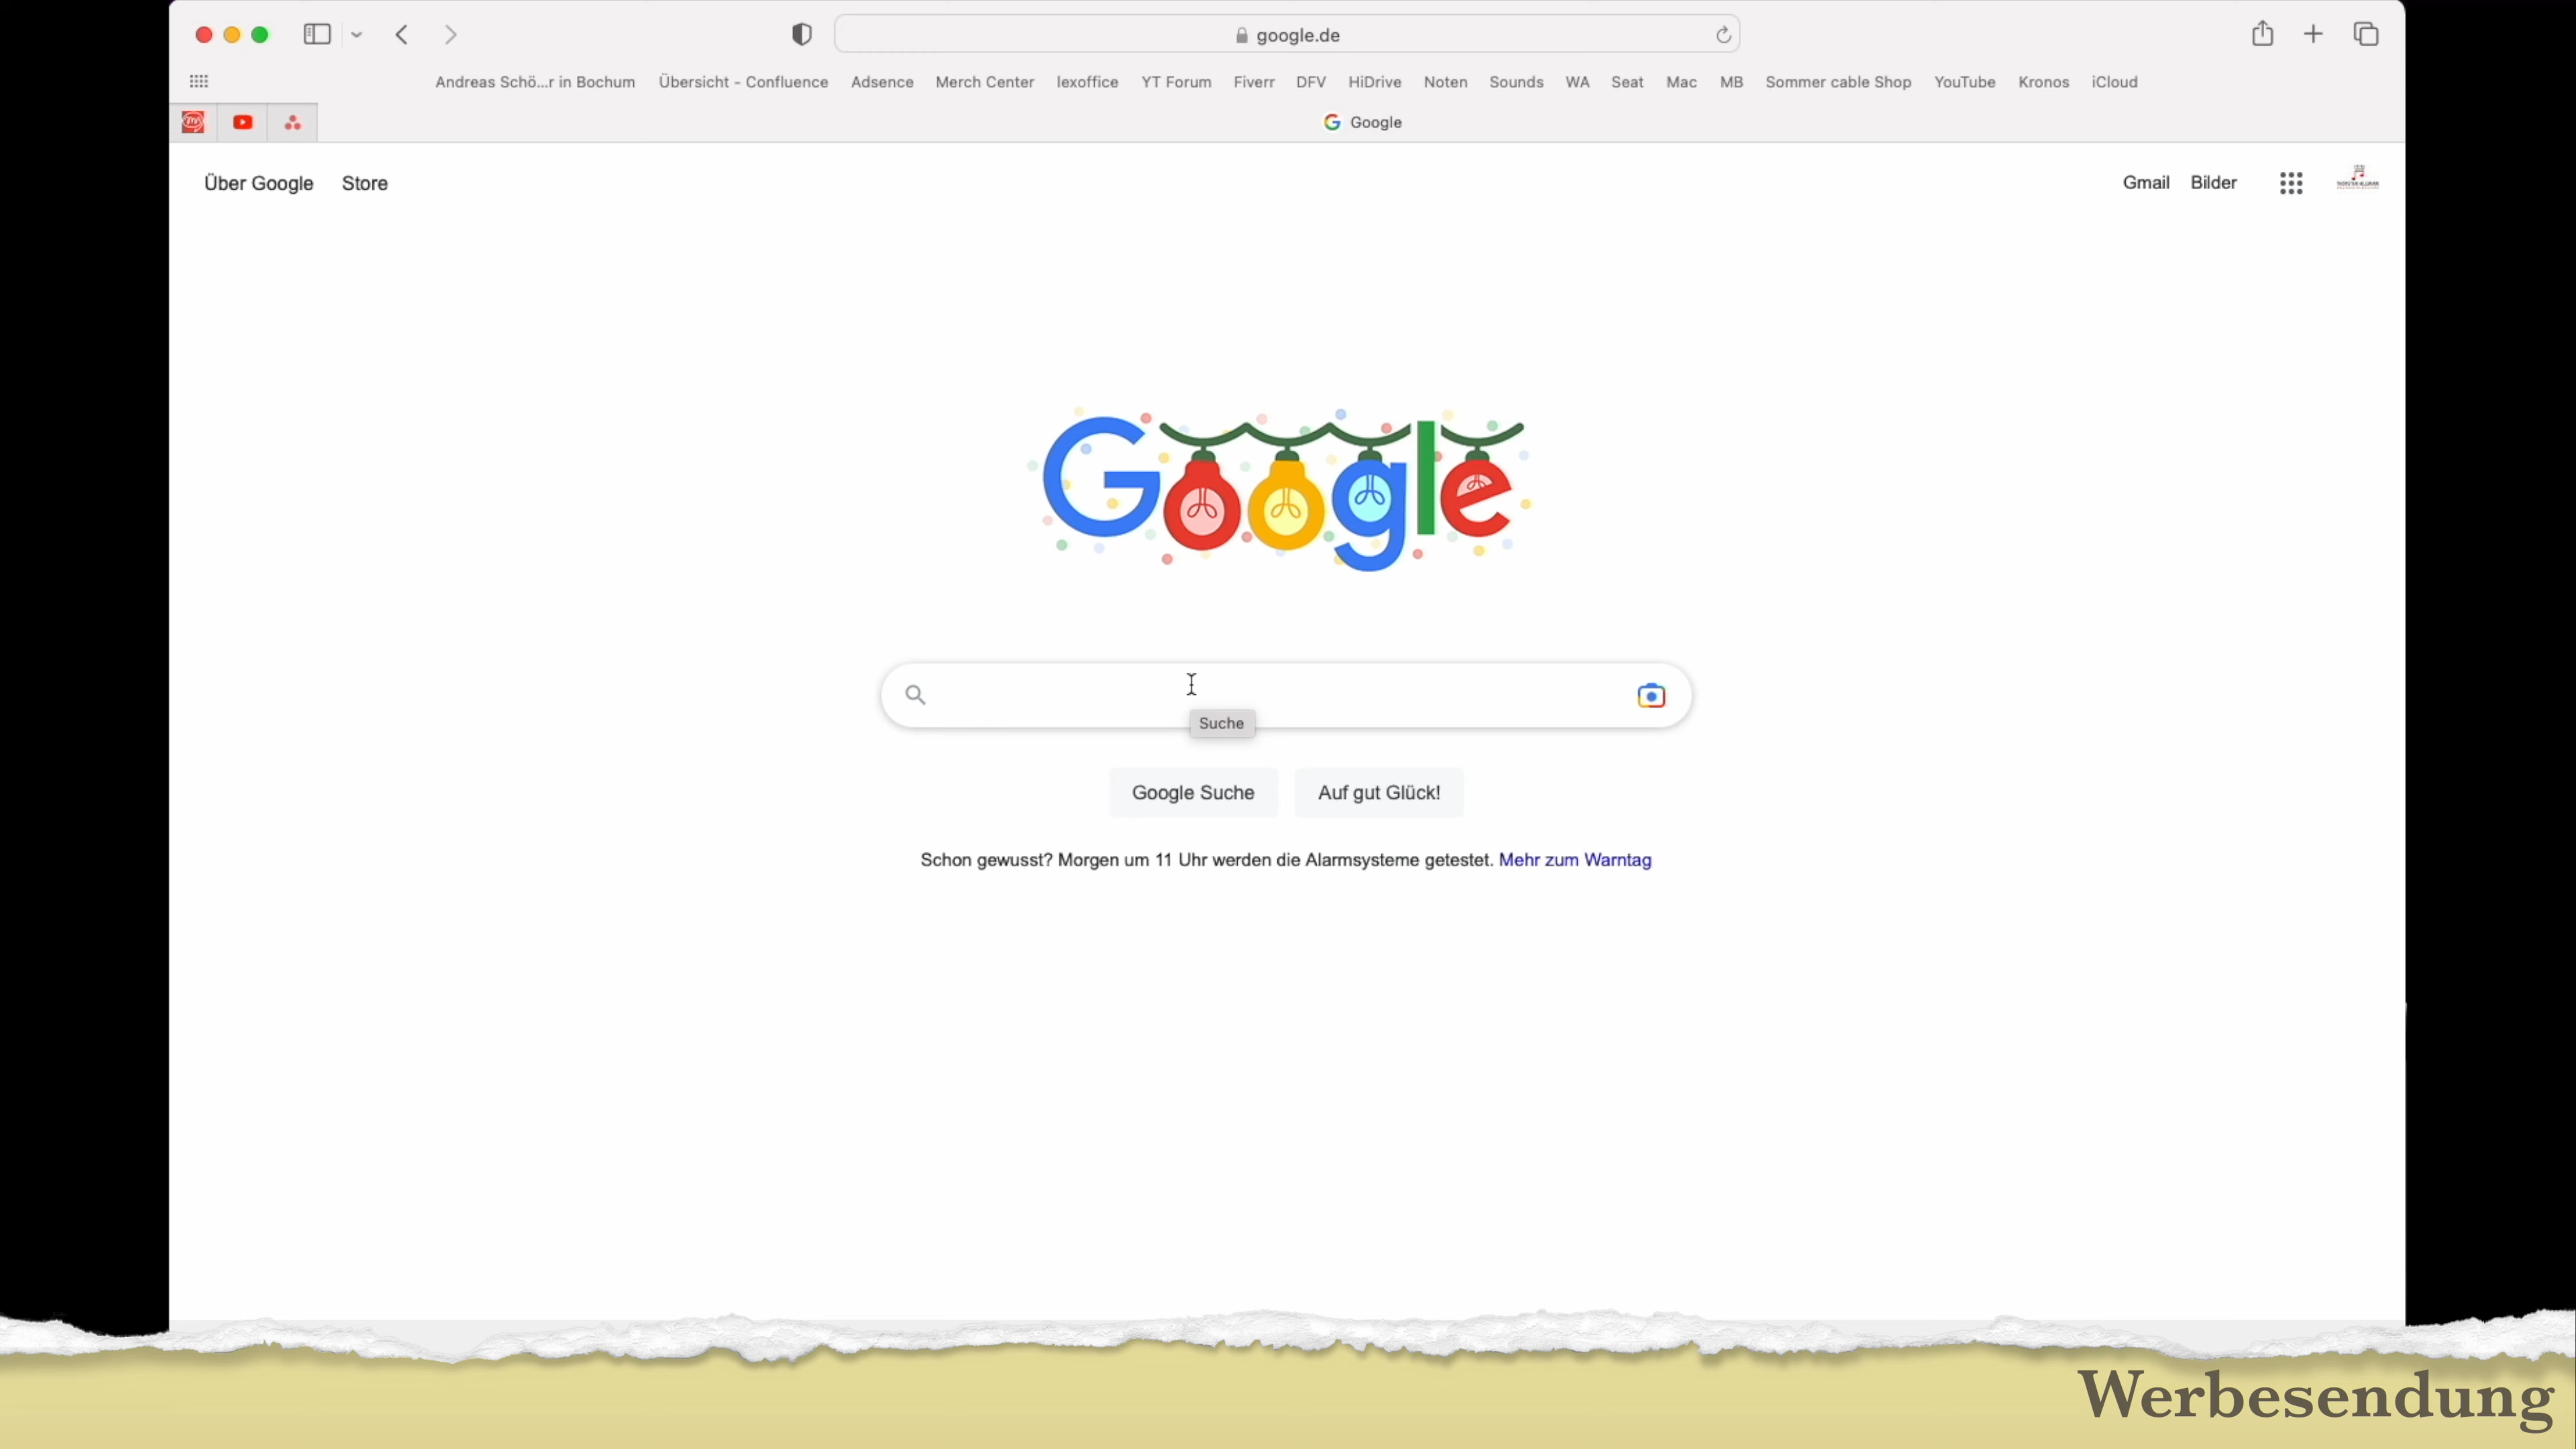 google.de
Andreas Schö...r in Bochum Übersicht - Confluence Adsence Merch Center lexoffice YT Forum Fiverr DFV HiDrive Noten Sounds WA Seat Mac MB Sommer cable Shop YouTube Kronos iCloud
Google
Über Google Store Gmail Bilder
Google
Suche
Google Suche Auf gut Glück!
Schon gewusst? Morgen um 11 Uhr werden die Alarmsysteme getestet. Mehr zum Warntag
Werbesendung